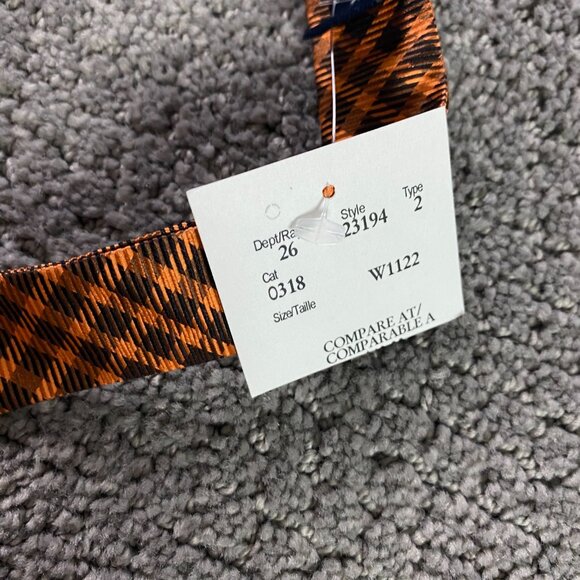 Dept/Ra Style Type
26 23194 2
Cat
0318 W1122
Size/Taille
COMPARE AT/
COMPARABLE A